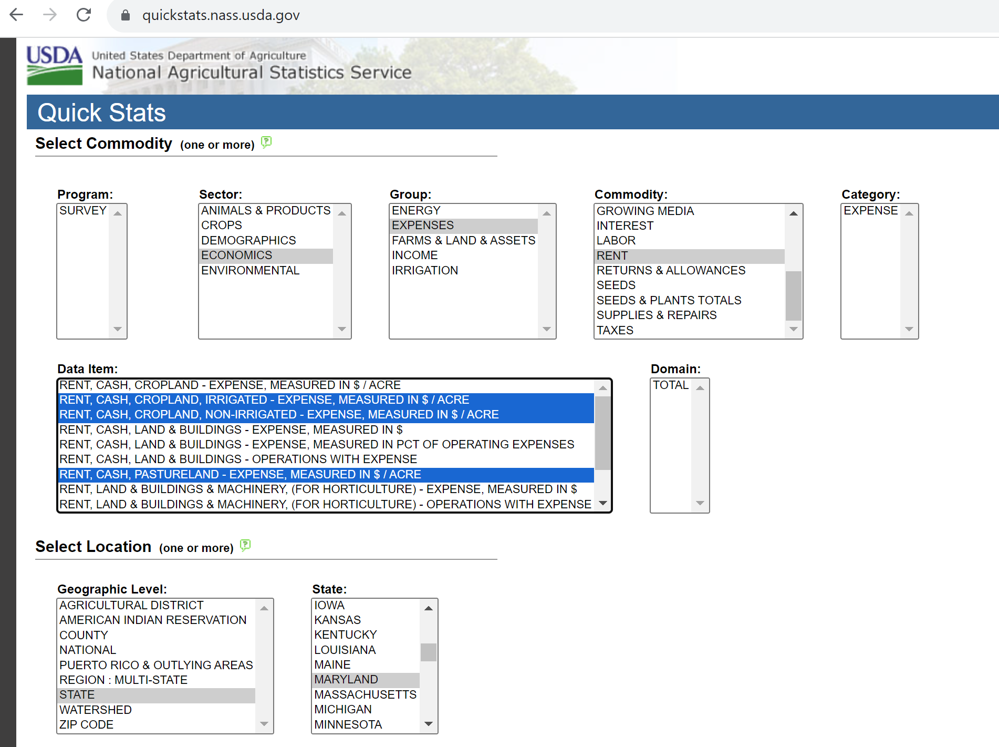 quickstats.nass.usda.gov
USDA
United States Department of Agriculture
National Agricultural Statistics Service
Quick Stats
Select Commodity (one or more) ?
Program:
SURVEY
Sector:
ANIMALS & PRODUCTS
CROPS
DEMOGRAPHICS
ECONOMICS
ENVIRONMENTAL
Group:
ENERGY
EXPENSES
FARMS & LAND & ASSETS
INCOME
IRRIGATION
Commodity:
GROWING MEDIA
INTEREST
LABOR
RENT
RETURNS & ALLOWANCES
SEEDS
SEEDS & PLANTS TOTALS
SUPPLIES & REPAIRS
TAXES
Category:
EXPENSE
Data Item:
RENT, CASH, CROPLAND - EXPENSE, MEASURED IN $ / ACRE
RENT, CASH, CROPLAND, IRRIGATED - EXPENSE, MEASURED IN $ / ACRE
RENT, CASH, CROPLAND, NON-IRRIGATED - EXPENSE, MEASURED IN $ / ACRE
RENT, CASH, LAND & BUILDINGS - EXPENSE, MEASURED IN $
RENT, CASH, LAND & BUILDINGS - EXPENSE, MEASURED IN PCT OF OPERATING EXPENSES
RENT, CASH, LAND & BUILDINGS - OPERATIONS WITH EXPENSE
RENT, CASH, PASTURELAND - EXPENSE, MEASURED IN $ / ACRE
RENT, LAND & BUILDINGS & MACHINERY, (FOR HORTICULTURE) - EXPENSE, MEASURED IN $
RENT, LAND & BUILDINGS & MACHINERY, (FOR HORTICULTURE) - OPERATIONS WITH EXPENSE
Domain:
TOTAL
Select Location (one or more) ?
Geographic Level:
AGRICULTURAL DISTRICT
AMERICAN INDIAN RESERVATION
COUNTY
NATIONAL
PUERTO RICO & OUTLYING AREAS
REGION : MULTI-STATE
STATE
WATERSHED
ZIP CODE
State:
IOWA
KANSAS
KENTUCKY
LOUISIANA
MAINE
MARYLAND
MASSACHUSETTS
MICHIGAN
MINNESOTA